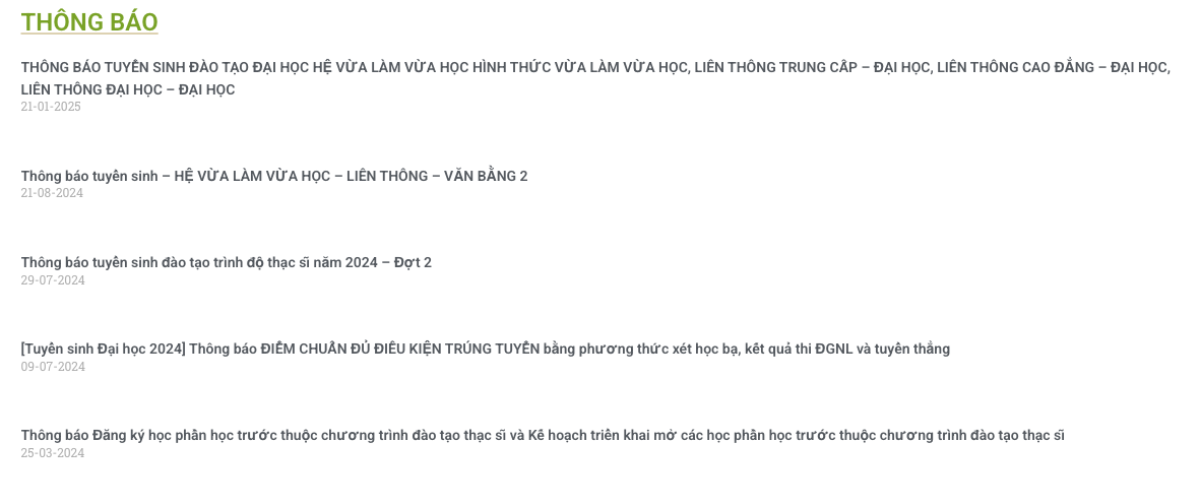 THÔNG BÁO
THÔNG BÁO TUYỂN SINH ĐÀO TẠO ĐẠI HỌC HỆ VỪA LÀM VỪA HỌC HÌNH THỨC VỪA LÀM VỪA HỌC, LIÊN THÔNG TRUNG CẤP – ĐẠI HỌC, LIÊN THÔNG CAO ĐẲNG – ĐẠI HỌC,
LIÊN THÔNG ĐẠI HỌC – ĐẠI HỌC
21-01-2025
Thông báo tuyển sinh – HỆ VỪA LÀM VỪA HỌC – LIÊN THÔNG – VĂN BẰNG 2
21-08-2024
Thông báo tuyển sinh đào tạo trình độ thạc sĩ năm 2024 – Đợt 2
29-07-2024
[Tuyển sinh Đại học 2024] Thông báo ĐIỂM CHUẨN ĐỦ ĐIỀU KIỆN TRÚNG TUYỂN bằng phương thức xét học bạ, kết quả thi ĐGNL và tuyển thẳng
09-07-2024
Thông báo Đăng ký học phần học trước thuộc chương trình đào tạo thạc sĩ và Kế hoạch triển khai mở các học phần học trước thuộc chương trình đào tạo thạc sĩ
25-03-2024